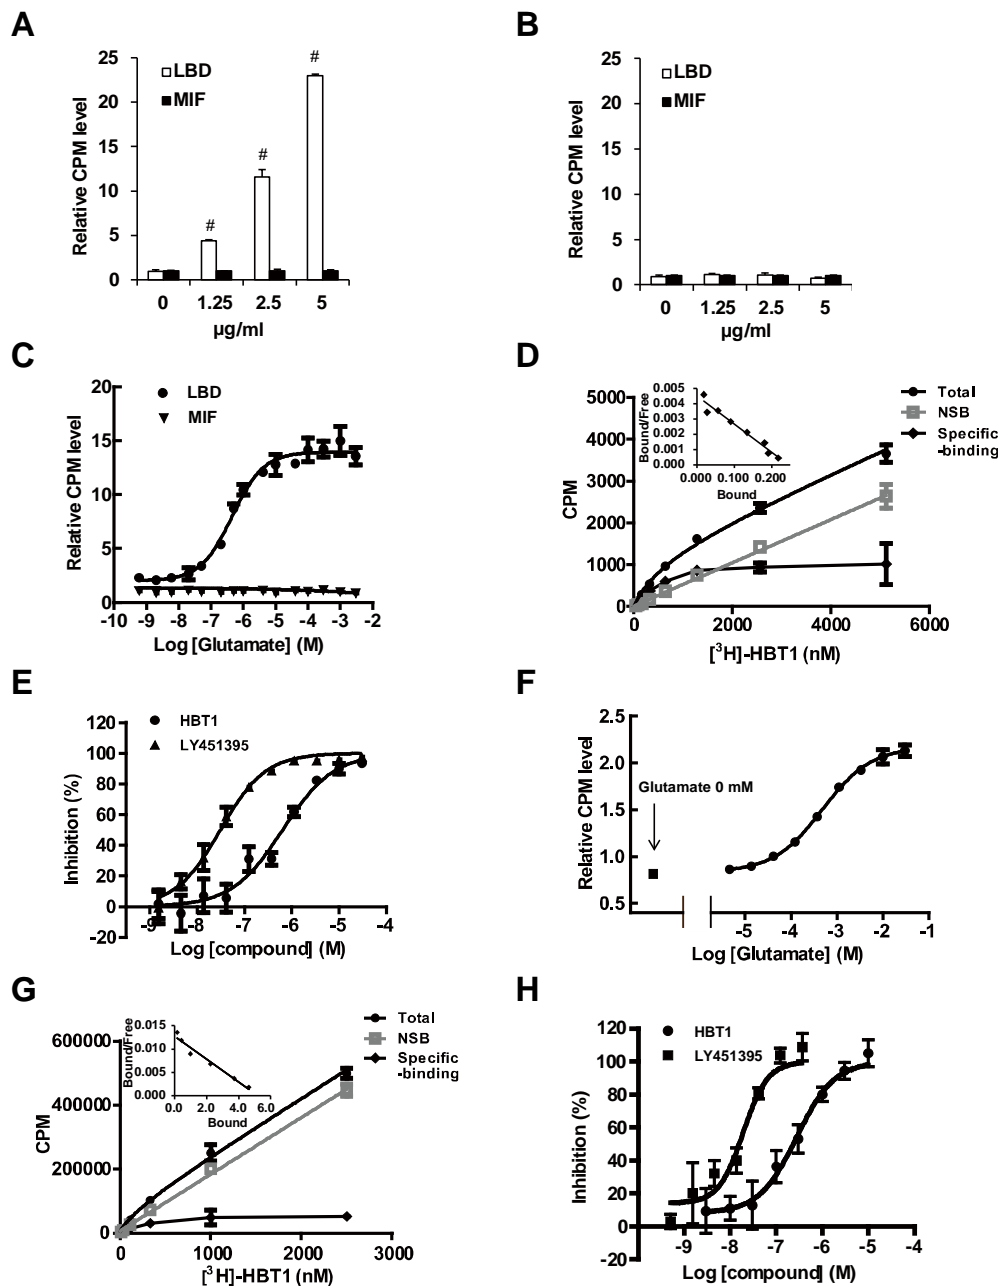 A
25
20
15
10
5
0
Relative CPM level
LBD
MIF
#
#
#
0 1.25 2.5 5
µg/ml
B
25
20
15
10
5
0
Relative CPM level
LBD
MIF
0 1.25 2.5 5
µg/ml
C
20
15
10
5
0
Relative CPM level
LBD
MIF
-10 -9 -8 -7 -6 -5 -4 -3 -2
Log [Glutamate] (M)
D
5000
4000
3000
2000
1000
0
CPM
0.005
0.004
0.003
0.002
0.001
0.000
Bound/Free
0.000 0.100 0.200
Bound
Total
NSB
Specific
-binding
0 2000 4000 6000
[³H]-HBT1 (nM)
E
120
100
80
60
40
20
0
-20
Inhibition (%)
HBT1
LY451395
-9 -8 -7 -6 -5 -4
Log [compound] (M)
F
2.5
2.0
1.5
1.0
0.5
Relative CPM level
Glutamate 0 mM
-5 -4 -3 -2 -1
Log [Glutamate] (M)
G
600000
400000
200000
0
CPM
0.015
0.010
0.005
0.000
Bound/Free
0.0 2.0 4.0 6.0
Bound
Total
NSB
Specific
-binding
0 1000 2000 3000
[³H]-HBT1 (nM)
H
120
100
80
60
40
20
0
-20
Inhibition (%)
HBT1
LY451395
-9 -8 -7 -6 -5 -4
Log [compound] (M)